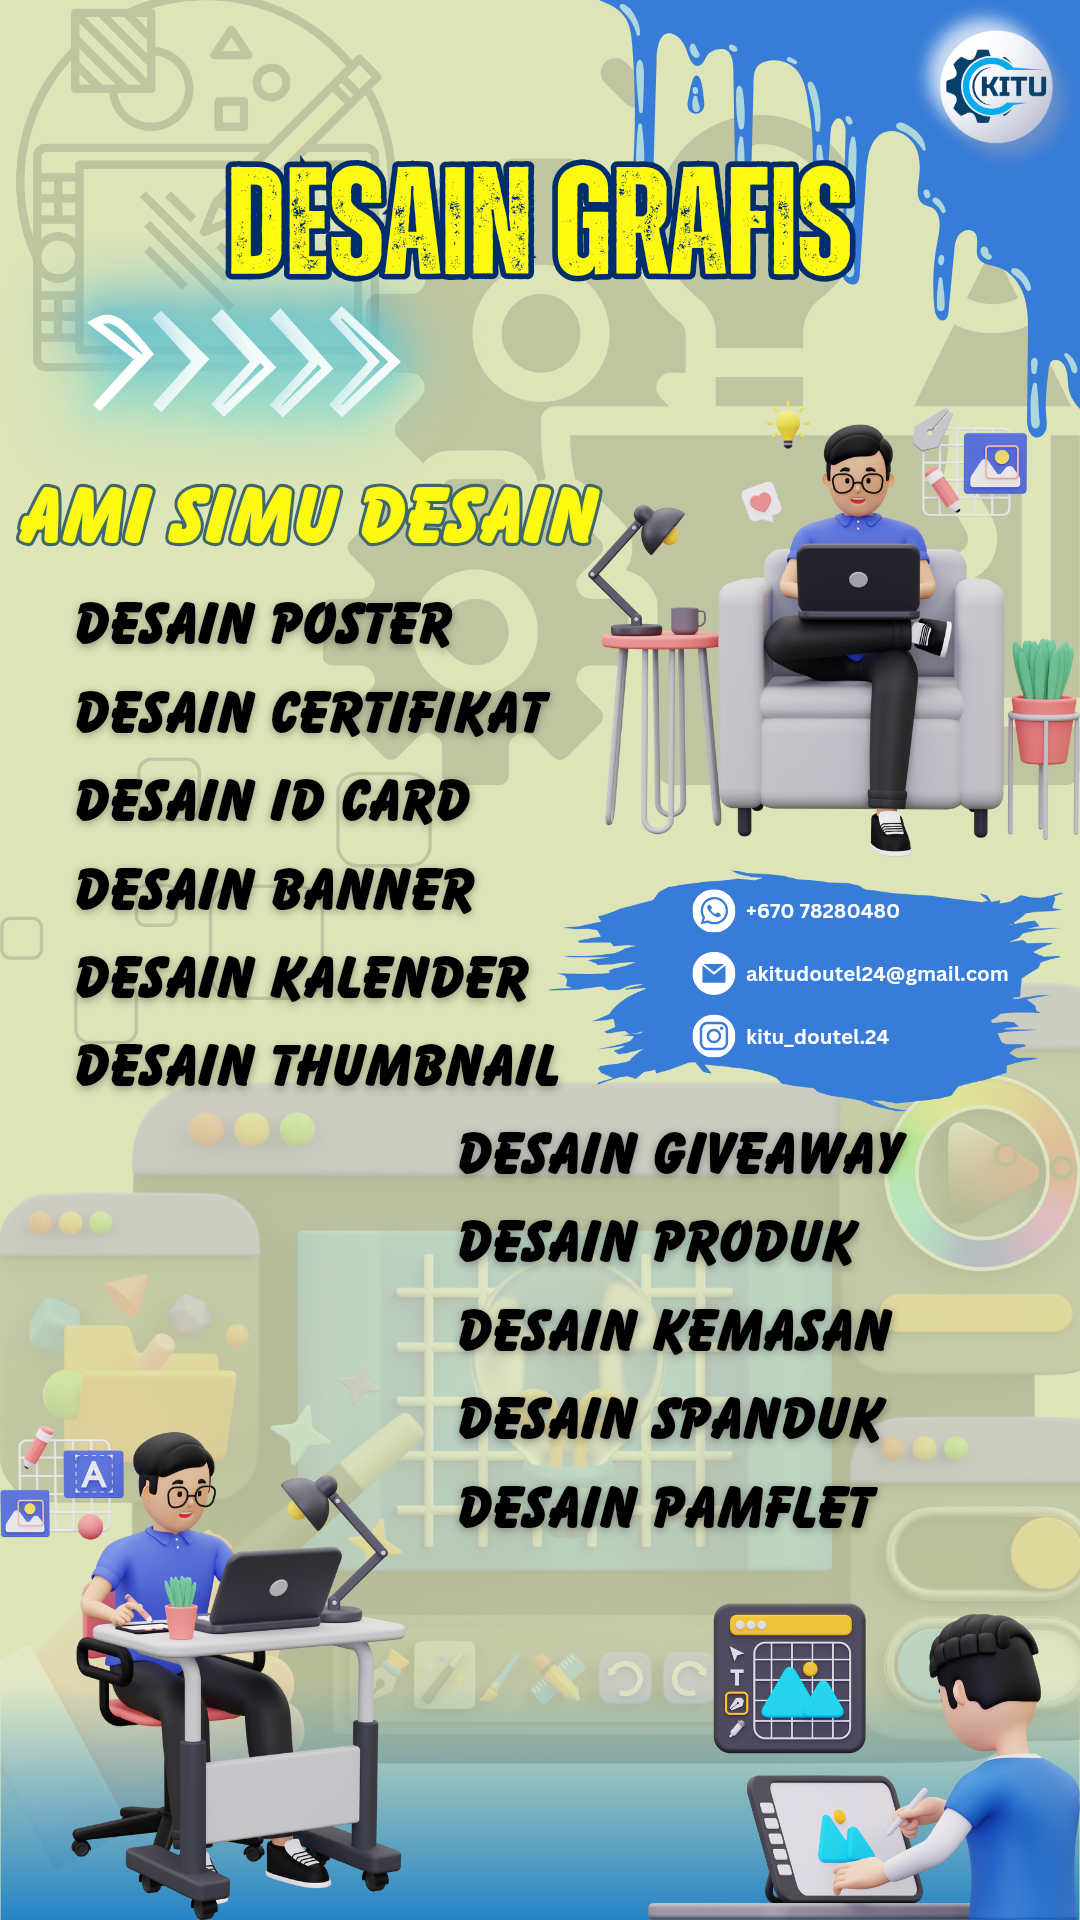 KITU
DESAIN GRAFIS
AMI SIMU DESAIN
DESAIN POSTER
DESAIN CERTIFIKAT
DESAIN ID CARD
DESAIN BANNER
DESAIN KALENDER
DESAIN THUMBNAIL
+670 78280480
akitudoutel24@gmail.com
kitu_doutel.24
DESAIN GIVEAWAY
DESAIN PRODUK
DESAIN KEMASAN
DESAIN SPANDUK
DESAIN PAMFLET
A
T